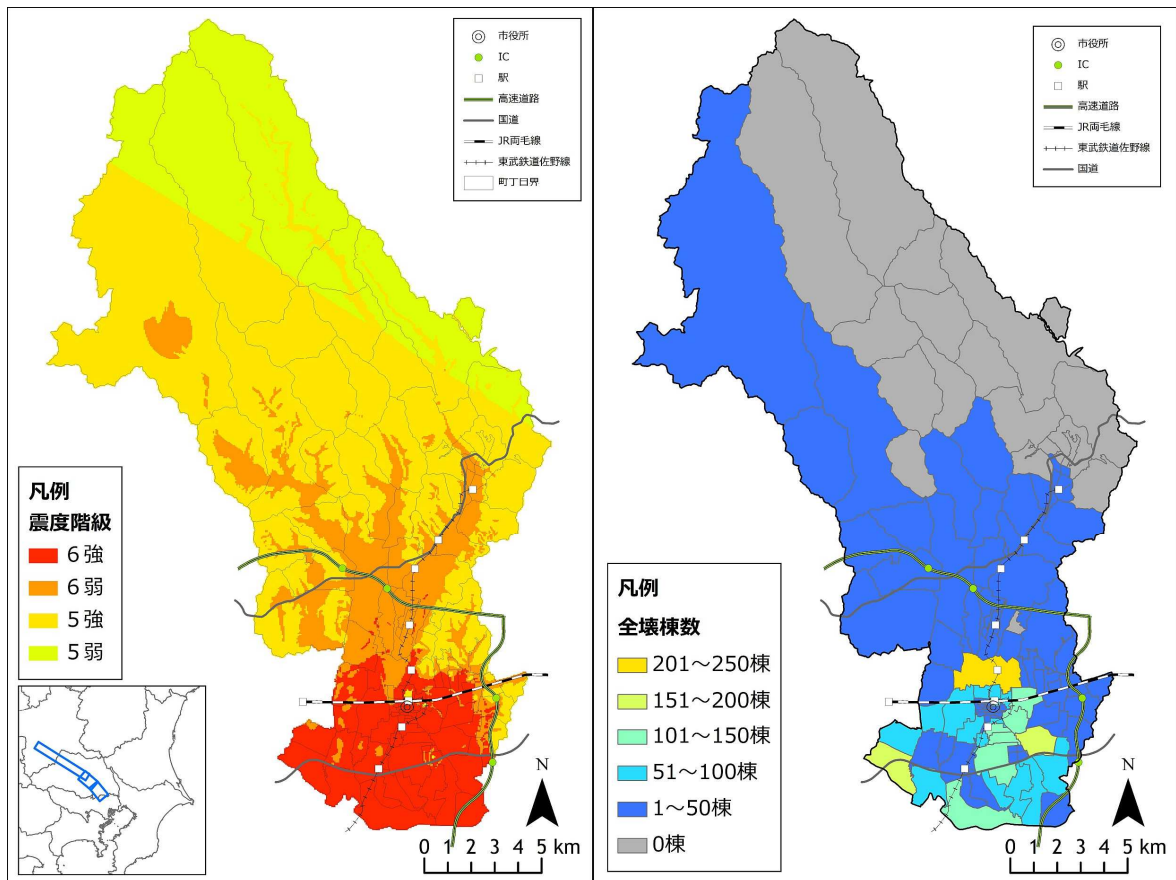 市役所
IC
駅
高速道路
国道
JR両毛線
東武鉄道佐野線
町丁目界
凡例
震度階級
6強
6弱
5強
5弱
N
0 1 2 3 4 5 km
市役所
IC
駅
高速道路
JR両毛線
東武鉄道佐野線
国道
凡例
全壊棟数
201～250棟
151～200棟
101～150棟
51～100棟
1～50棟
0棟
N
0 1 2 3 4 5 km